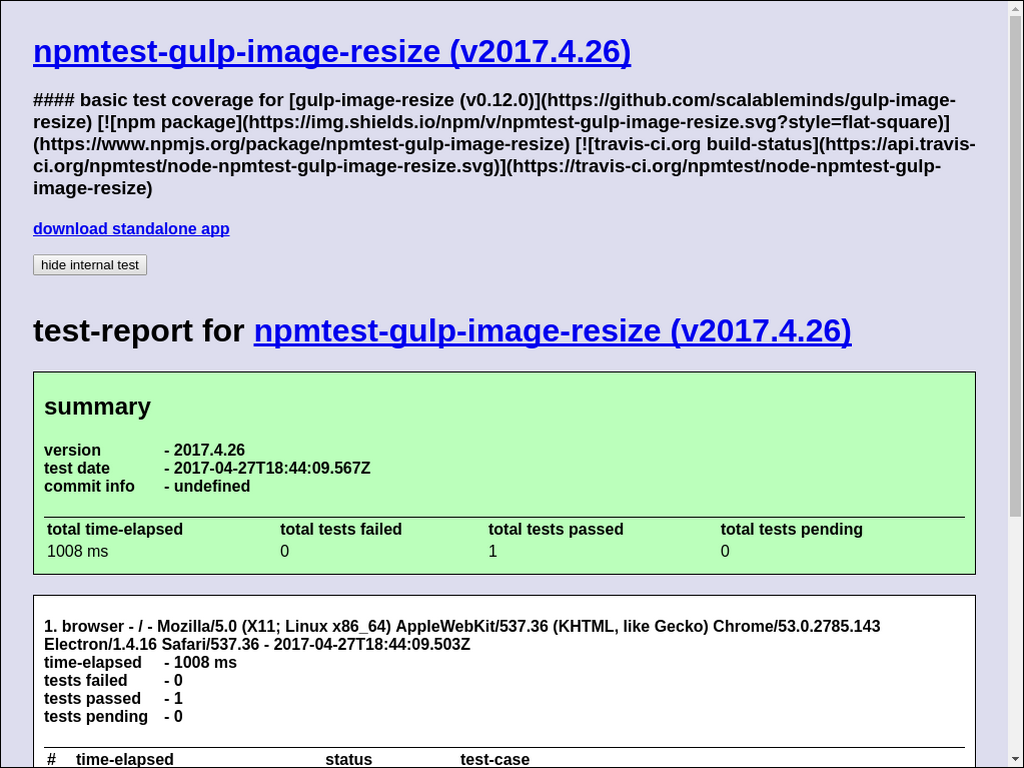 npmtest-gulp-image-resize (v2017.4.26)
#### basic test coverage for [gulp-image-resize (v0.12.0)](https://github.com/scalableminds/gulp-image-
resize) [![npm package](https://img.shields.io/npm/v/npmtest-gulp-image-resize.svg?style=flat-square)]
(https://www.npmjs.org/package/npmtest-gulp-image-resize) [![travis-ci.org build-status](https://api.travis-
ci.org/npmtest/node-npmtest-gulp-image-resize.svg)](https://travis-ci.org/npmtest/node-npmtest-gulp-
image-resize)
download standalone app
hide internal test
test-report for npmtest-gulp-image-resize (v2017.4.26)
summary
version - 2017.4.26
test date - 2017-04-27T18:44:09.567Z
commit info - undefined
total time-elapsed total tests failed total tests passed total tests pending
1008 ms 0 1 0
1. browser - / - Mozilla/5.0 (X11; Linux x86_64) AppleWebKit/537.36 (KHTML, like Gecko) Chrome/53.0.2785.143
Electron/1.4.16 Safari/537.36 - 2017-04-27T18:44:09.503Z
time-elapsed - 1008 ms
tests failed - 0
tests passed - 1
tests pending - 0
# time-elapsed status test-case